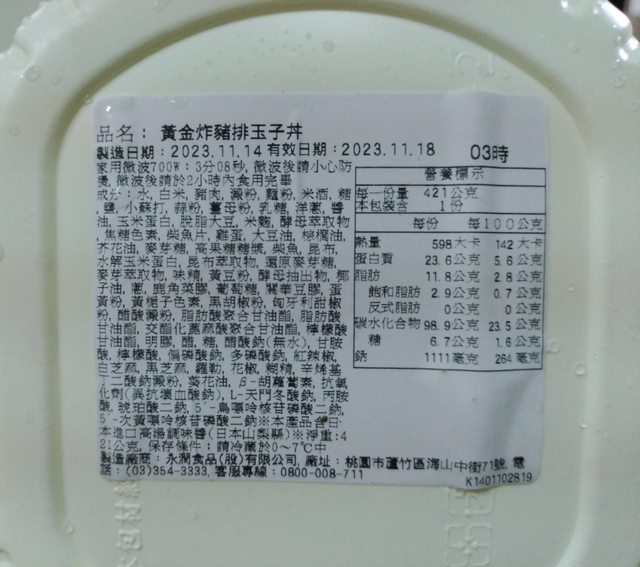 品名：黃金炸豬排玉子丼
製造日期：2023.11.14 有效日期：2023.11.18 03時
家用微波700W：3分08秒, 微波後請小心防
燙, 微波後請於2小時內食用完畢
成份：水, 白米, 豬肉, 澱粉, 麵粉, 米酒, 糖
, 鹽, 小蘇打, 蒜粉, 薑母粉, 乳糖, 洋蔥, 醬
油, 玉米蛋白, 脫脂大豆, 米麴, 酵母萃取物
, 焦糖色素, 柴魚片, 雞蛋, 大豆油, 棕櫚油,
芥花油, 麥芽糖, 高果糖糖漿, 柴魚, 昆布,
水解玉米蛋白, 昆布萃取物, 還原麥芽糖,
麥芽萃取物, 味精, 黃豆粉, 酵母抽出物, 椰
子油, 蔥, 鹿角菜膠, 葡萄糖, 關華豆膠, 蛋
黃粉, 黃梔子色素, 黑胡椒粉, 匈牙利甜椒
粉, 醋酸澱粉, 脂肪酸聚合甘油酯, 脂肪酸
甘油酯, 交酯化蓖麻酸聚合甘油酯, 檸檬酸
甘油酯, 明膠, 醋, 糖, 醋酸鈉(無水), 甘胺
酸, 檸檬酸, 偏磷酸鈉, 多磷酸鈉, 紅辣椒,
白芝麻, 黑芝麻, 羅勒, 花椒, 糊精, 辛烯基
丁二酸鈉澱粉, 葵花油, β-胡蘿蔔素, 抗氧
化劑(異抗壞血酸鈉), L-天門冬酸鈉, 丙胺
酸, 琥珀酸二鈉, 5'-鳥嘌呤核苷磷酸二鈉,
5'-次黃嘌呤核苷磷酸二鈉※本產品含日
本進口高湯調味醬(日本山梨縣)※淨重:4
21公克, 保存條件：請冷藏於0~7℃中
製造廠商：永潤食品(股)有限公司, 廠址：桃園市蘆竹區海山中街71號, 電
話：(03)354-3333, 客服專線：0800-008-711
K1401102819
營養標示
每一份量 421公克
本包裝含 1份
每份 每100公克
熱量 598大卡 142大卡
蛋白質 23.6公克 5.6公克
脂肪 11.8公克 2.8公克
飽和脂肪 2.9公克 0.7公克
反式脂肪 0公克 0公克
碳水化合物 98.9公克 23.5公克
糖 6.7公克 1.6公克
鈉 1111毫克 264毫克